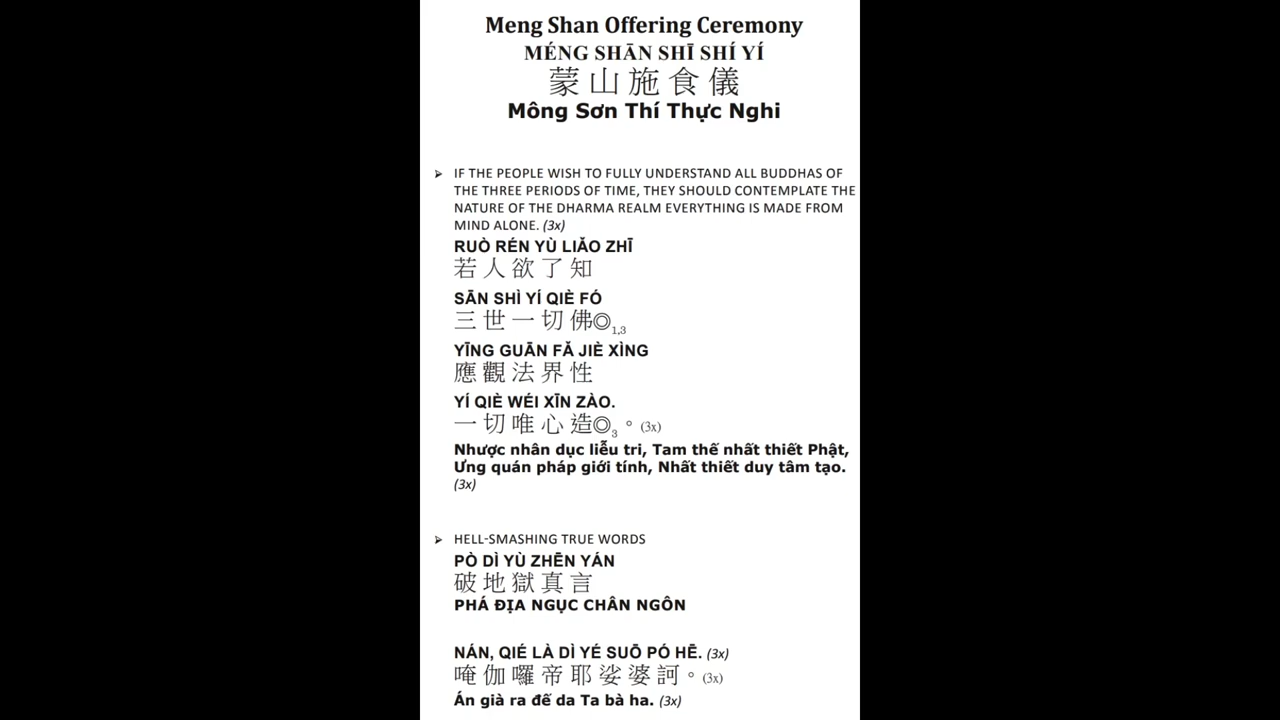 Meng Shan Offering Ceremony
MÉNG SHĀN SHĪ SHÍ YÍ
蒙山施食儀
Mông Sơn Thí Thực Nghi
➢ IF THE PEOPLE WISH TO FULLY UNDERSTAND ALL BUDDHAS OF
THE THREE PERIODS OF TIME, THEY SHOULD CONTEMPLATE THE
NATURE OF THE DHARMA REALM EVERYTHING IS MADE FROM
MIND ALONE. (3x)
RUÒ RÉN YÙ LIǍO ZHĪ
若人欲了知
SĀN SHÌ YÍ QIÈ FÓ
三世一切佛◎1,3
YĪNG GUĀN FǍ JIÈ XÌNG
應觀法界性
YÍ QIÈ WÉI XĪN ZÀO.
一切唯心造◎3。(3x)
Nhược nhân dục liễu tri, Tam thế nhất thiết Phật,
Ưng quán pháp giới tính, Nhất thiết duy tâm tạo.
(3x)
➢ HELL-SMASHING TRUE WORDS
PÒ DÌ YÙ ZHĒN YÁN
破地獄真言
PHÁ ĐỊA NGỤC CHÂN NGÔN
NÁN, QIÉ LÀ DÌ YÉ SUŌ PÓ HĒ. (3x)
唵伽囉帝耶娑婆訶。(3x)
Án già ra đế da Ta bà ha. (3x)